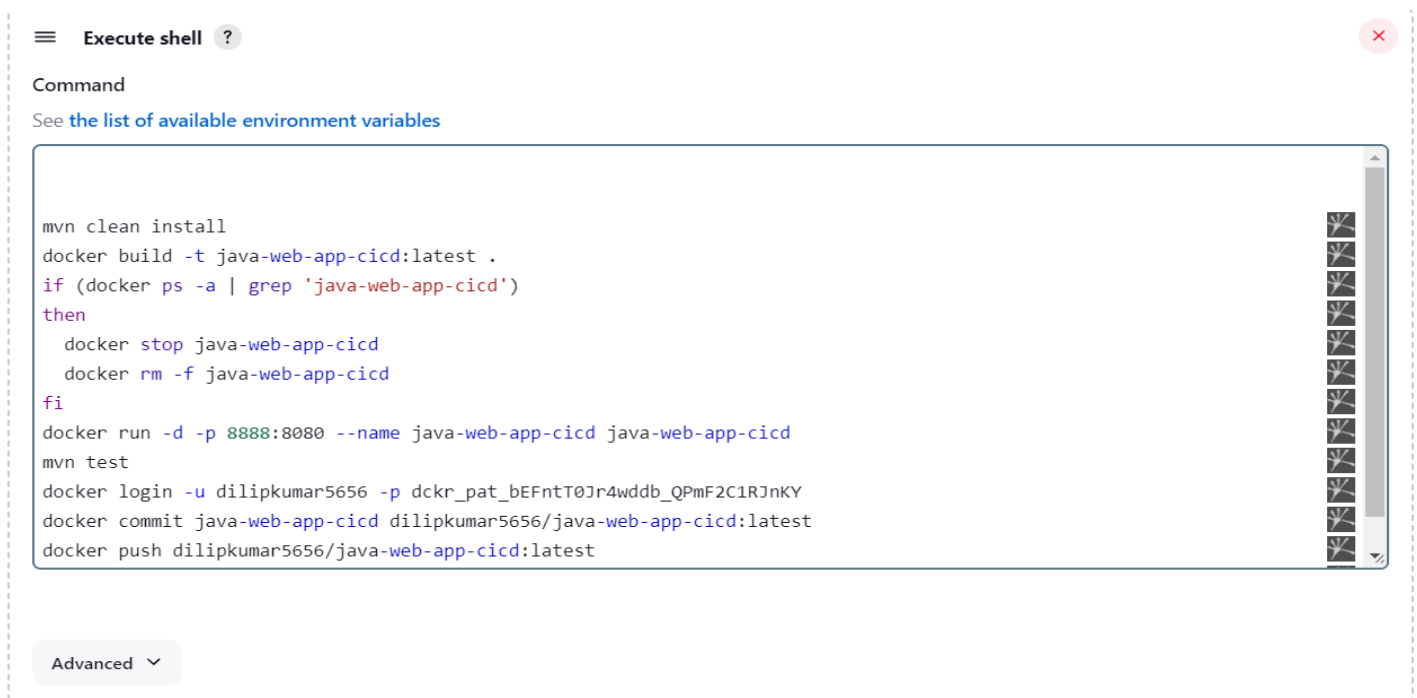 Execute shell ?
Command
See the list of available environment variables
mvn clean install
docker build -t java-web-app-cicd:latest .
if (docker ps -a | grep 'java-web-app-cicd')
then
  docker stop java-web-app-cicd
  docker rm -f java-web-app-cicd
fi
docker run -d -p 8888:8080 --name java-web-app-cicd java-web-app-cicd
mvn test
docker login -u dilipkumar5656 -p dckr_pat_bEFntT0Jr4wddb_QPmF2C1RJnKY
docker commit java-web-app-cicd dilipkumar5656/java-web-app-cicd:latest
docker push dilipkumar5656/java-web-app-cicd:latest
Advanced